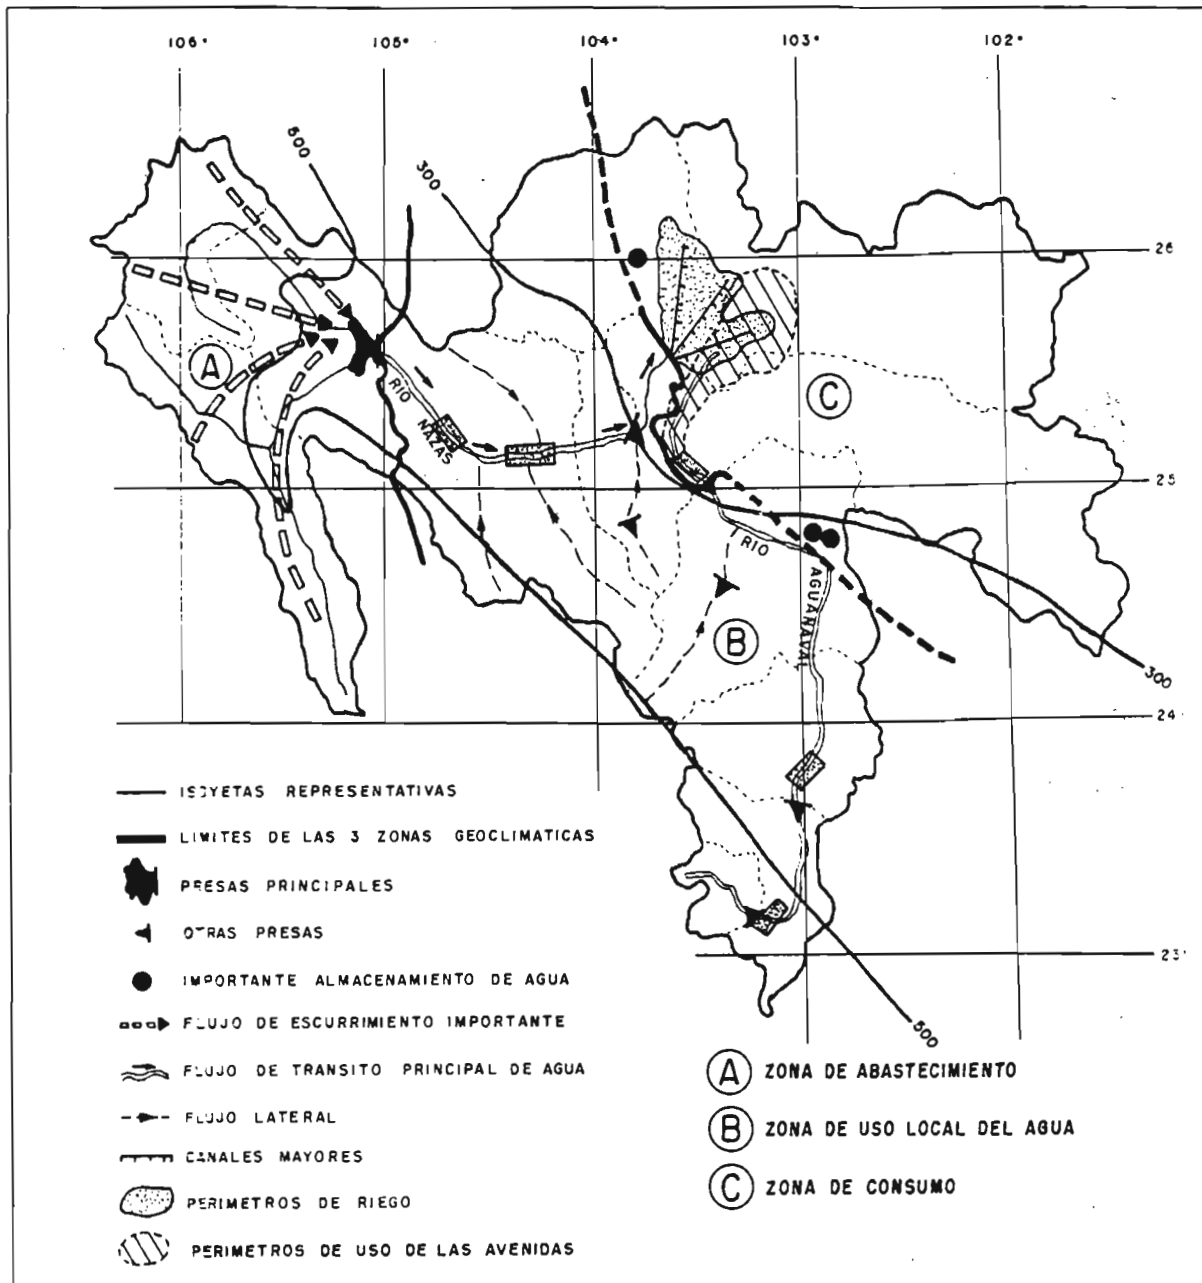 106° 105° 104° 103° 102°
500
300
26
A
C
RIO NAZAS
25
RIO AGUANAVAL
B
300
24
ISOYETAS REPRESENTATIVAS
LIMITES DE LAS 3 ZONAS GEOCLIMATICAS
PRESAS PRINCIPALES
OTRAS PRESAS
23
IMPORTANTE ALMACENAMIENTO DE AGUA
FLUJO DE ESCURRIMIENTO IMPORTANTE
500
FLUJO DE TRANSITO PRINCIPAL DE AGUA
FLUJO LATERAL
CANALES MAYORES
PERIMETROS DE RIEGO
PERIMETROS DE USO DE LAS AVENIDAS
A ZONA DE ABASTECIMIENTO
B ZONA DE USO LOCAL DEL AGUA
C ZONA DE CONSUMO